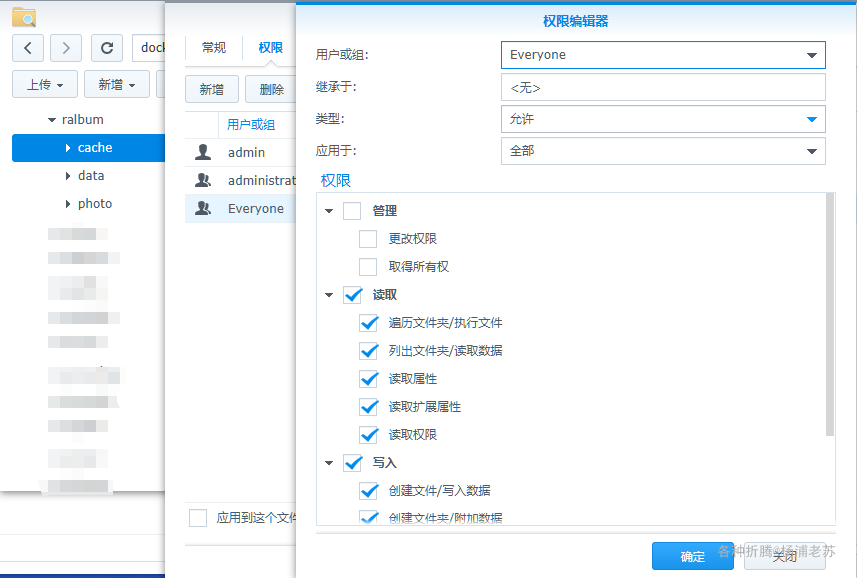 dock
上传
新增
ralbum
cache
data
photo
常规
权限
新增
删除
用户或组
admin
administrat
Everyone
应用到这个文件
权限编辑器
用户或组:
Everyone
继承于:
<无>
类型:
允许
应用于:
全部
权限
管理
更改权限
取得所有权
读取
遍历文件夹/执行文件
列出文件夹/读取数据
读取属性
读取扩展属性
读取权限
写入
创建文件/写入数据
创建文件夹/附加数据
确定
关闭
各种折腾@杨浦老苏